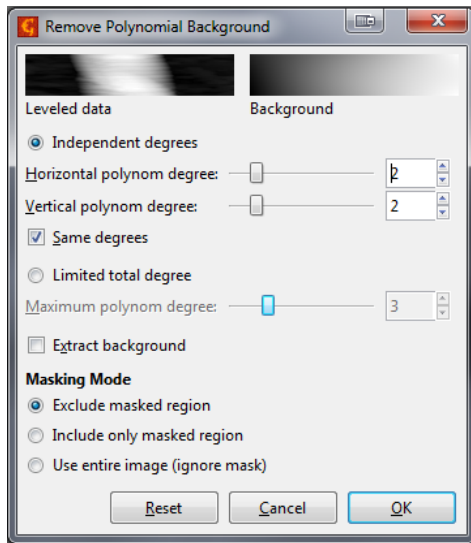 Remove Polynomial Background
Leveled data Background
Independent degrees
Horizontal polynom degree: 2
Vertical polynom degree: 2
Same degrees
Limited total degree
Maximum polynom degree: 3
Extract background
Masking Mode
Exclude masked region
Include only masked region
Use entire image (ignore mask)
Reset Cancel OK